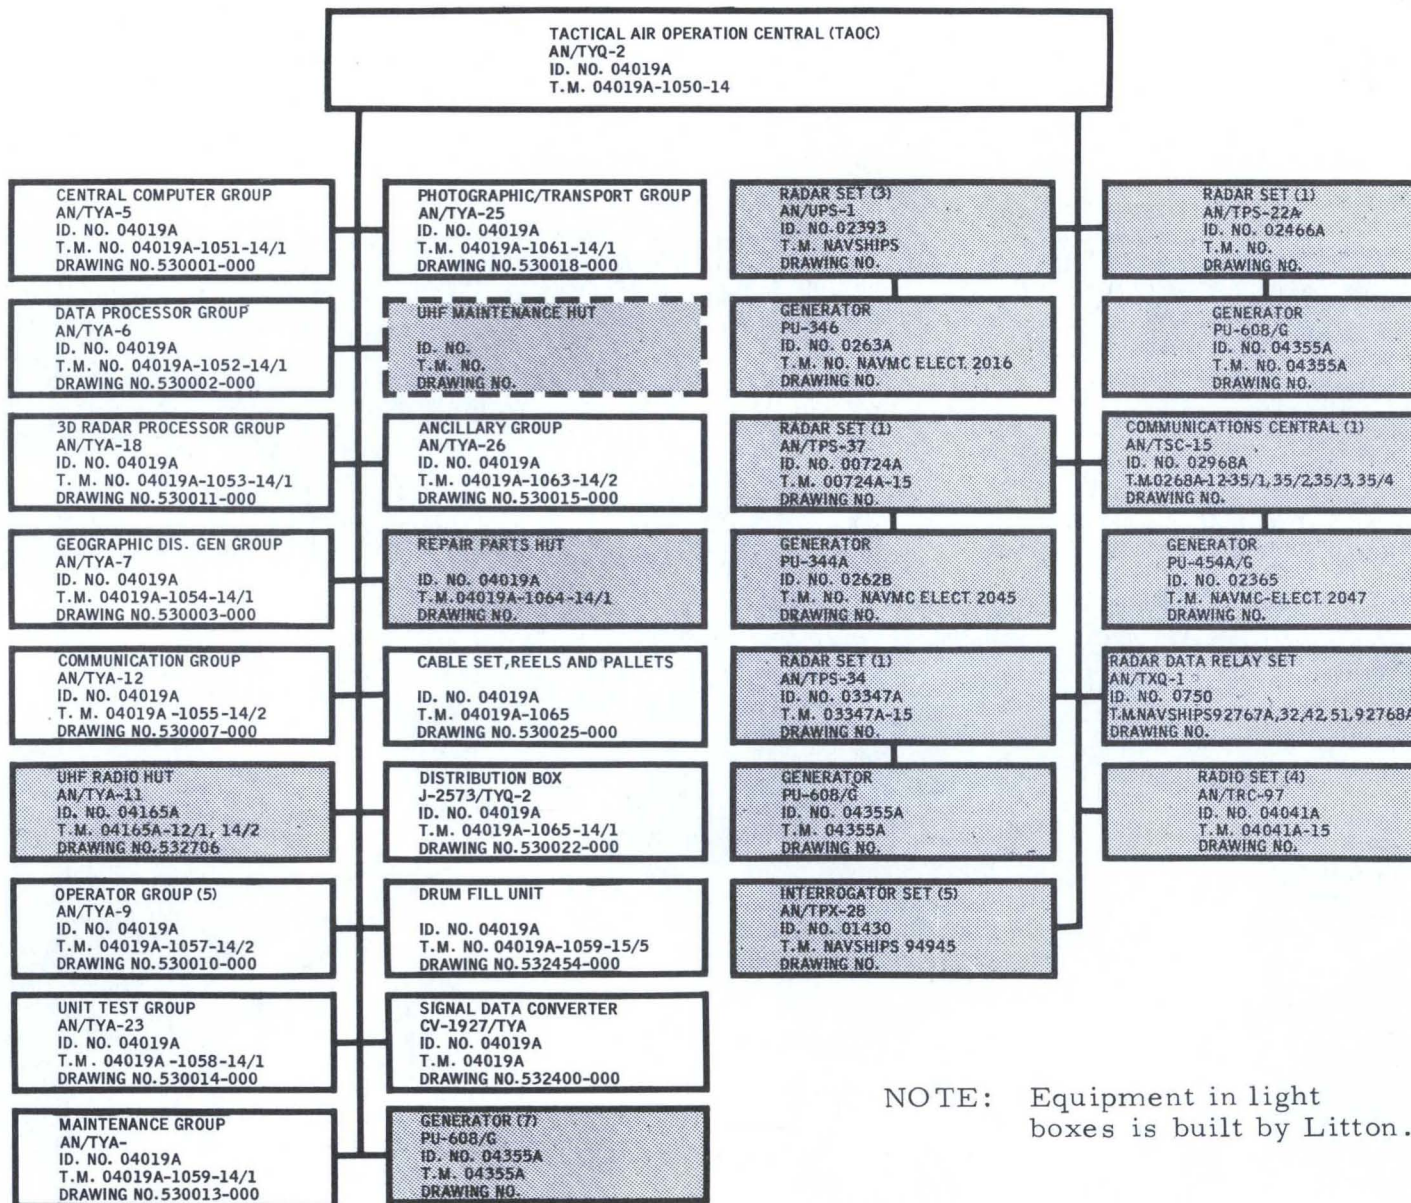 TACTICAL AIR OPERATION CENTRAL (TAOC)
AN/TYQ-2
ID. NO. 04019A
T.M. 04019A-1050-14
CENTRAL COMPUTER GROUP
AN/TYA-5
ID. NO. 04019A
T.M. NO. 04019A-1051-14/1
DRAWING NO.530001-000
DATA PROCESSOR GROUP
AN/TYA-6
ID. NO. 04019A
T.M. NO. 04019A-1052-14/1
DRAWING NO.530002-000
3D RADAR PROCESSOR GROUP
AN/TYA-18
ID. NO. 04019A
T. M. NO. 04019A-1053-14/1
DRAWING NO.530011-000
GEOGRAPHIC DIS. GEN GROUP
AN/TYA-7
ID. NO. 04019A
T.M. 04019A-1054-14/1
DRAWING NO.530003-000
COMMUNICATION GROUP
AN/TYA-12
ID. NO. 04019A
T. M. 04019A -1055-14/2
DRAWING NO.530007-000
UHF RADIO HUT
AN/TYA-11
ID. NO. 04165A
T.M. 04165A-12/1, 14/2
DRAWING NO.532706
OPERATOR GROUP (5)
AN/TYA-9
ID. NO. 04019A
T.M. 04019A-1057-14/2
DRAWING NO.530010-000
UNIT TEST GROUP
AN/TYA-23
ID. NO. 04019A
T.M. 04019A -1058-14/1
DRAWING NO.530014-000
MAINTENANCE GROUP
AN/TYA-
ID. NO. 04019A
T.M. 04019A-1059-14/1
DRAWING NO.530013-000
PHOTOGRAPHIC/TRANSPORT GROUP
AN/TYA-25
ID. NO. 04019A
T.M. 04019A-1061-14/1
DRAWING NO.530018-000
UHF MAINTENANCE HUT
ID. NO.
T.M. NO.
DRAWING NO.
ANCILLARY GROUP
AN/TYA-26
ID. NO. 04019A
T.M. 04019A-1063-14/2
DRAWING NO.530015-000
REPAIR PARTS HUT
ID. NO. 04019A
T.M.04019A-1064-14/1
DRAWING NO.
CABLE SET,REELS AND PALLETS
ID. NO. 04019A
T.M. 04019A-1065
DRAWING NO.530025-000
DISTRIBUTION BOX
J-2573/TYQ-2
ID. NO. 04019A
T.M. 04019A-1065-14/1
DRAWING NO.530022-000
DRUM FILL UNIT
ID. NO. 04019A
T.M. NO. 04019A-1059-15/5
DRAWING NO.532454-000
SIGNAL DATA CONVERTER
CV-1927/TYA
ID. NO. 04019A
T.M. 04019A
DRAWING NO.532400-000
GENERATOR (7)
PU-608/G
ID. NO. 04355A
T.M. 04355A
DRAWING NO.
RADAR SET (3)
AN/UPS-1
ID. NO.02393
T.M. NAVSHIPS
DRAWING NO.
GENERATOR
PU-346
ID. NO. 0263A
T.M. NO. NAVMC ELECT. 2016
DRAWING NO.
RADAR SET (1)
AN/TPS-37
ID. NO. 00724A
T.M. 00724A-15
DRAWING NO.
GENERATOR
PU-344A
ID. NO. 0262B
T.M. NO. NAVMC ELECT. 2045
DRAWING NO.
RADAR SET (1)
AN/TPS-34
ID. NO. 03347A
T.M. 03347A-15
DRAWING NO.
GENERATOR
PU-608/G
ID. NO. 04355A
T.M. 04355A
DRAWING NO.
INTERROGATOR SET (5)
AN/TPX-28
ID. NO. 01430
T.M. NAVSHIPS 94945
DRAWING NO.
RADAR SET (1)
AN/TPS-22A
ID. NO. 02466A
T.M. NO.
DRAWING NO.
GENERATOR
PU-608/G
ID. NO. 04355A
T.M. 04355A
DRAWING NO.
COMMUNICATIONS CENTRAL (1)
AN/TSC-15
ID. NO. 02968A
T.M.0268A-12-35/1, 35/2,35/3, 35/4
DRAWING NO.
GENERATOR
PU-454A/G
ID. NO. 02365
T.M. NAVMC-ELECT. 2047
DRAWING NO.
RADAR DATA RELAY SET
AN/TXQ-1
ID. NO. 0750
T.M.NAVSHIPS92767A,32,42,51,92768A
DRAWING NO.
RADIO SET (4)
AN/TRC-97
ID. NO. 04041A
T.M. 04041A-15
DRAWING NO.
NOTE: Equipment in light
boxes is built by Litton.